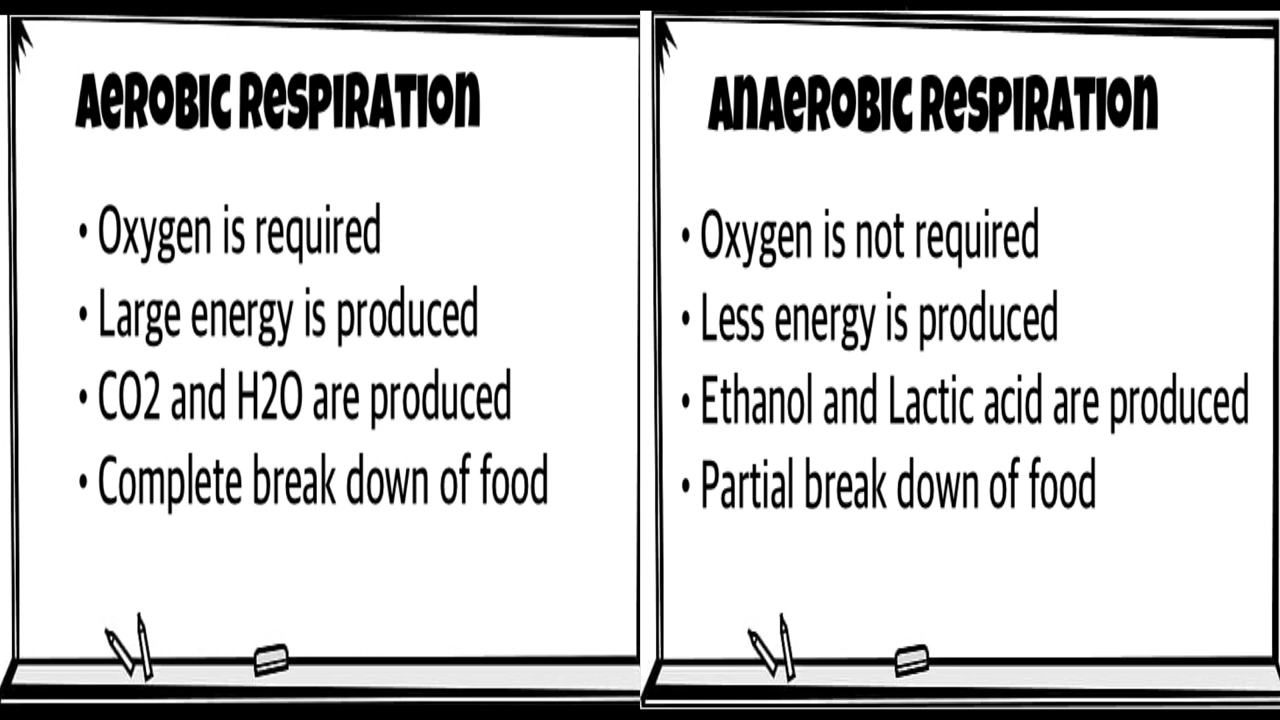 AeROBIC ReSPIRATION
• Oxygen is required
• Large energy is produced
• CO2 and H2O are produced
• Complete break down of food
ANAeROBIC ReSPIRATION
• Oxygen is not required
• Less energy is produced
• Ethanol and Lactic acid are produced
• Partial break down of food